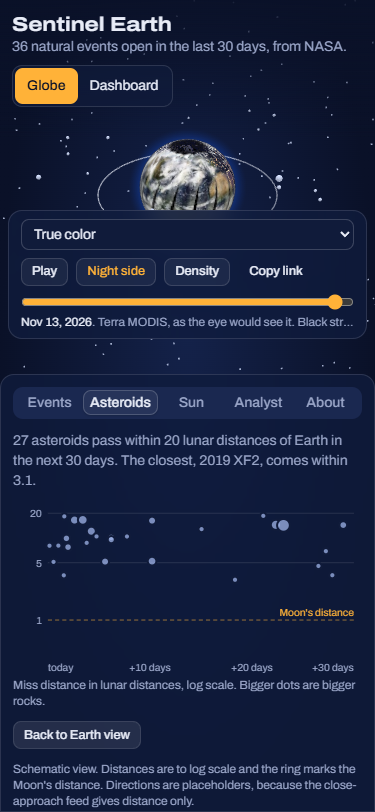 Sentinel Earth
36 natural events open in the last 30 days, from NASA.
Globe Dashboard
True color
Play Night side Density Copy link
Nov 13, 2026. Terra MODIS, as the eye would see it. Black str...
Events Asteroids Sun Analyst About
27 asteroids pass within 20 lunar distances of Earth in
the next 30 days. The closest, 2019 XF2, comes within
3.1.
20
5
Moon's distance
1
today +10 days +20 days +30 days
Miss distance in lunar distances, log scale. Bigger dots are bigger
rocks.
Back to Earth view
Schematic view. Distances are to log scale and the ring marks the
Moon's distance. Directions are placeholders, because the close-
approach feed gives distance only.